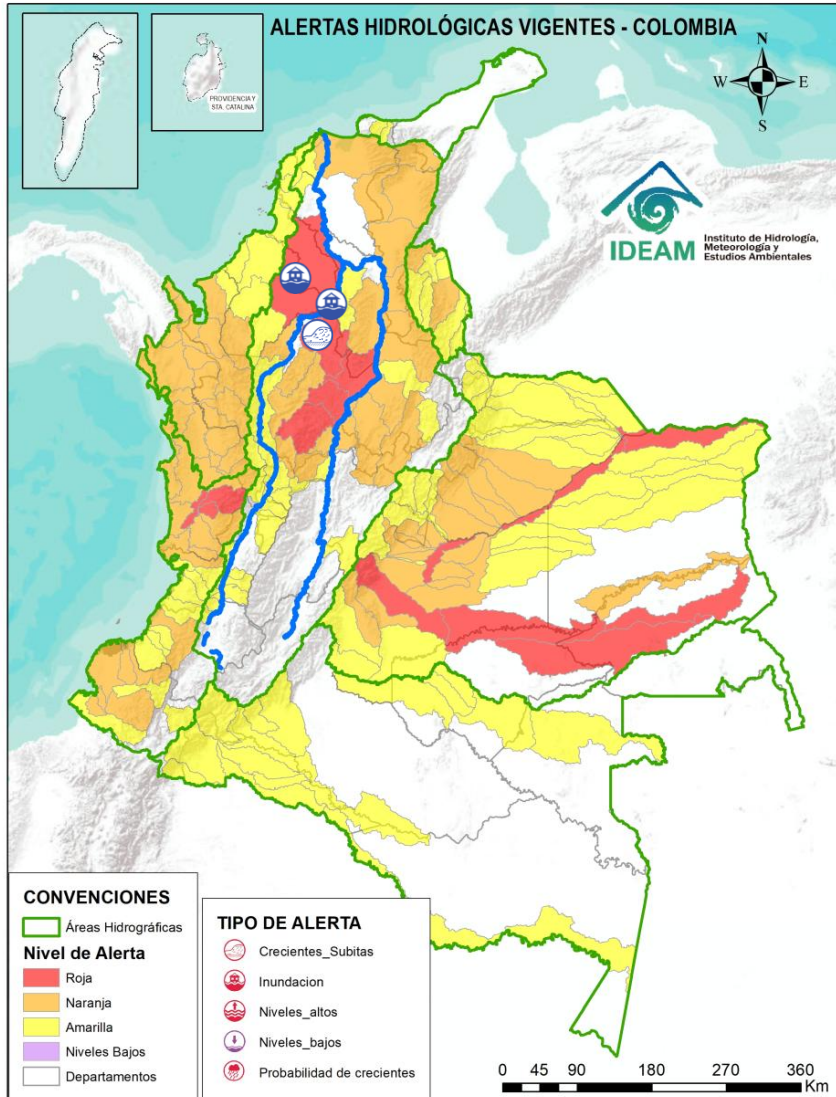 ALERTAS HIDROLÓGICAS VIGENTES - COLOMBIA
PROVIDENCIA Y
STA. CATALINA
N
W
E
S
IDEAM
Instituto de Hidrología,
Meteorología y
Estudios Ambientales
CONVENCIONES
Áreas Hidrográficas
Nivel de Alerta
Roja
Naranja
Amarilla
Niveles Bajos
Departamentos
TIPO DE ALERTA
Crecientes_Subitas
Inundacion
Niveles_altos
Niveles_bajos
Probabilidad de crecientes
0 45 90 180 270 360
Km